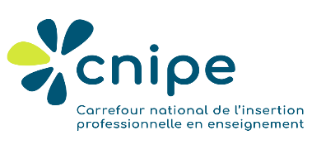 cnipe
Carrefour national de l'insertion
professionnelle en enseignement